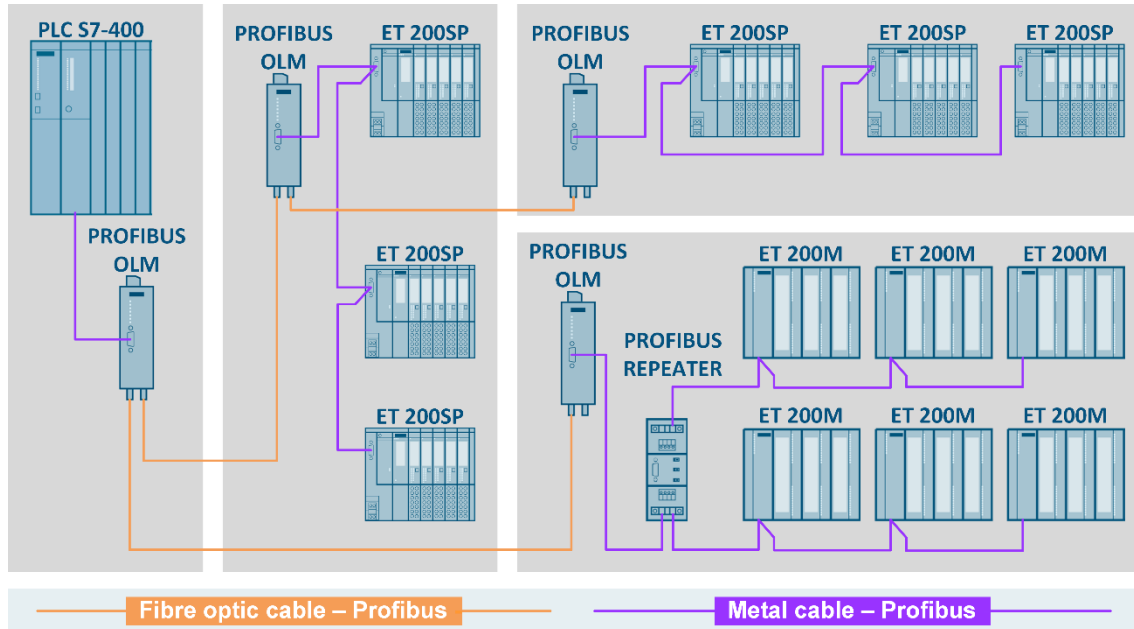 PLC S7-400
PROFIBUS
OLM
PROFIBUS
OLM
ET 200SP
ET 200SP
ET 200SP
PROFIBUS
OLM
ET 200SP
ET 200SP
ET 200SP
PROFIBUS
OLM
PROFIBUS
REPEATER
ET 200M
ET 200M
ET 200M
ET 200M
ET 200M
ET 200M
Fibre optic cable – Profibus
Metal cable – Profibus